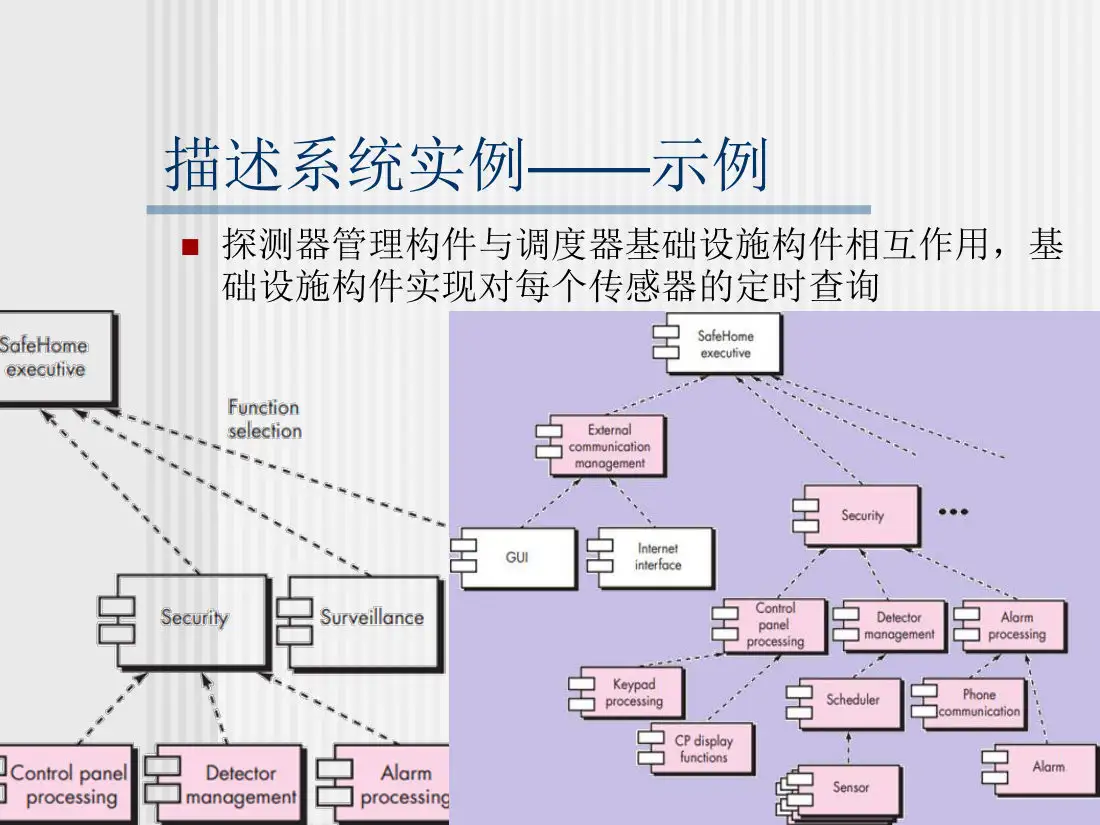 描述系统实例——示例
探测器管理构件与调度器基础设施构件相互作用，基
础设施构件实现对每个传感器的定时查询
SafeHome
executive
Function
selection
Security
Surveillance
Control panel
processing
Detector
management
Alarm
processing
SafeHome
executive
External
communication
management
GUI
Internet
interface
Security
...
Control
panel
processing
Detector
management
Alarm
processing
Keypad
processing
CP display
functions
Scheduler
Phone
communication
Sensor
Alarm